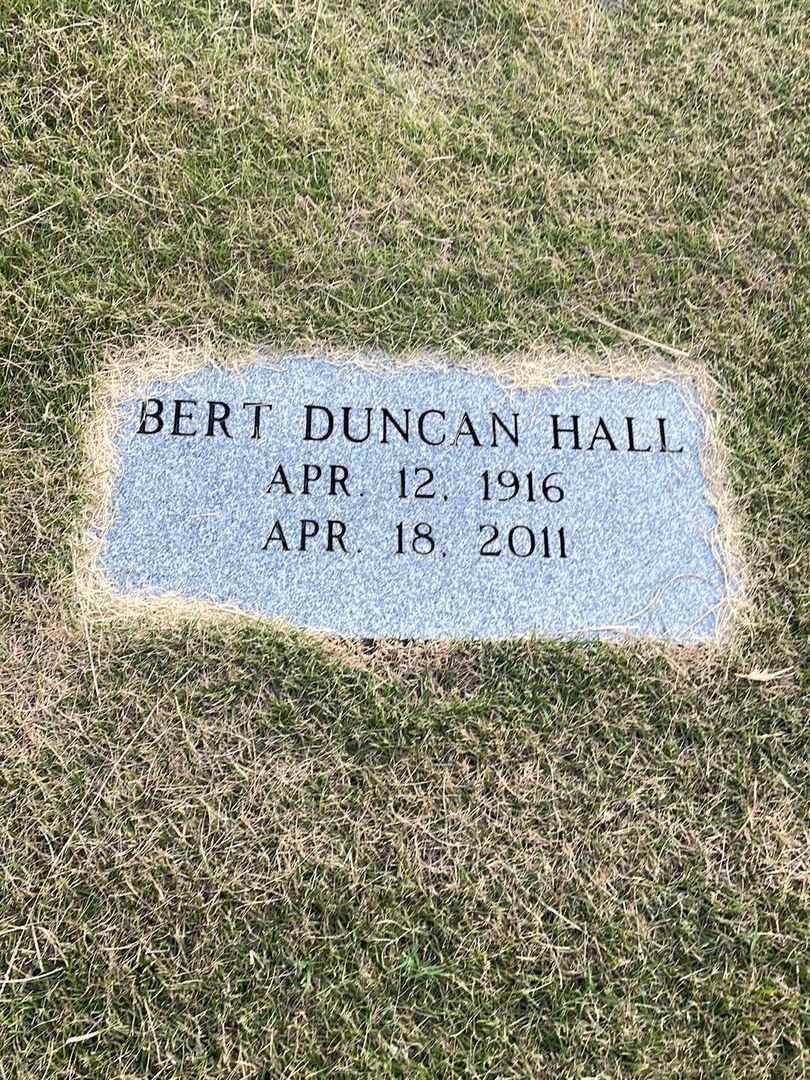 BERT DUNCAN HALL
APR. 12, 1916
APR. 18, 2011